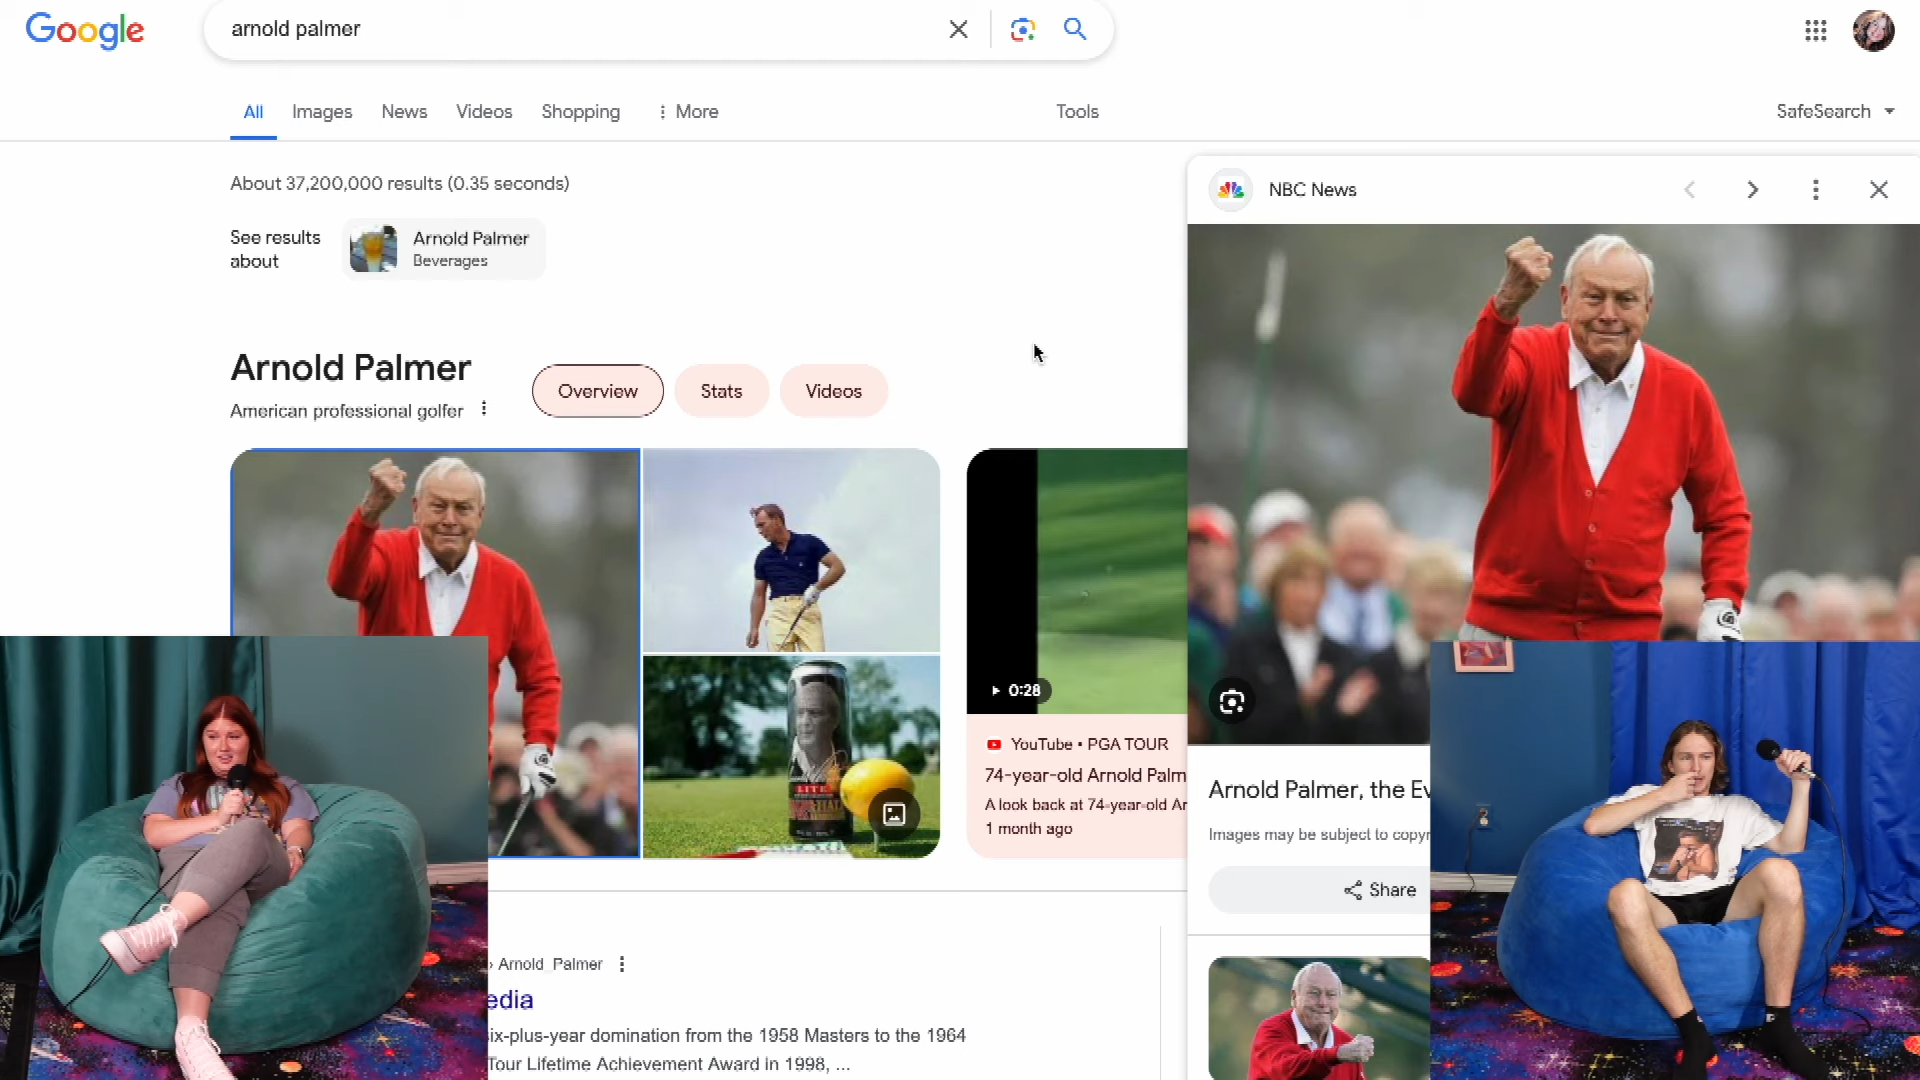 Google
arnold palmer
All
Images
News
Videos
Shopping
More
Tools
SafeSearch
About 37,200,000 results (0.35 seconds)
See results
about
Arnold Palmer
Beverages
NBC News
Arnold Palmer
American professional golfer
Overview
Stats
Videos
LITE
0:28
YouTube • PGA TOUR
74-year-old Arnold Palm
A look back at 74-year-old Ar
1 month ago
Arnold Palmer, the Ev
Images may be subject to copyr
Share
› Arnold_Palmer
edia
six-plus-year domination from the 1958 Masters to the 1964
Tour Lifetime Achievement Award in 1998, ...